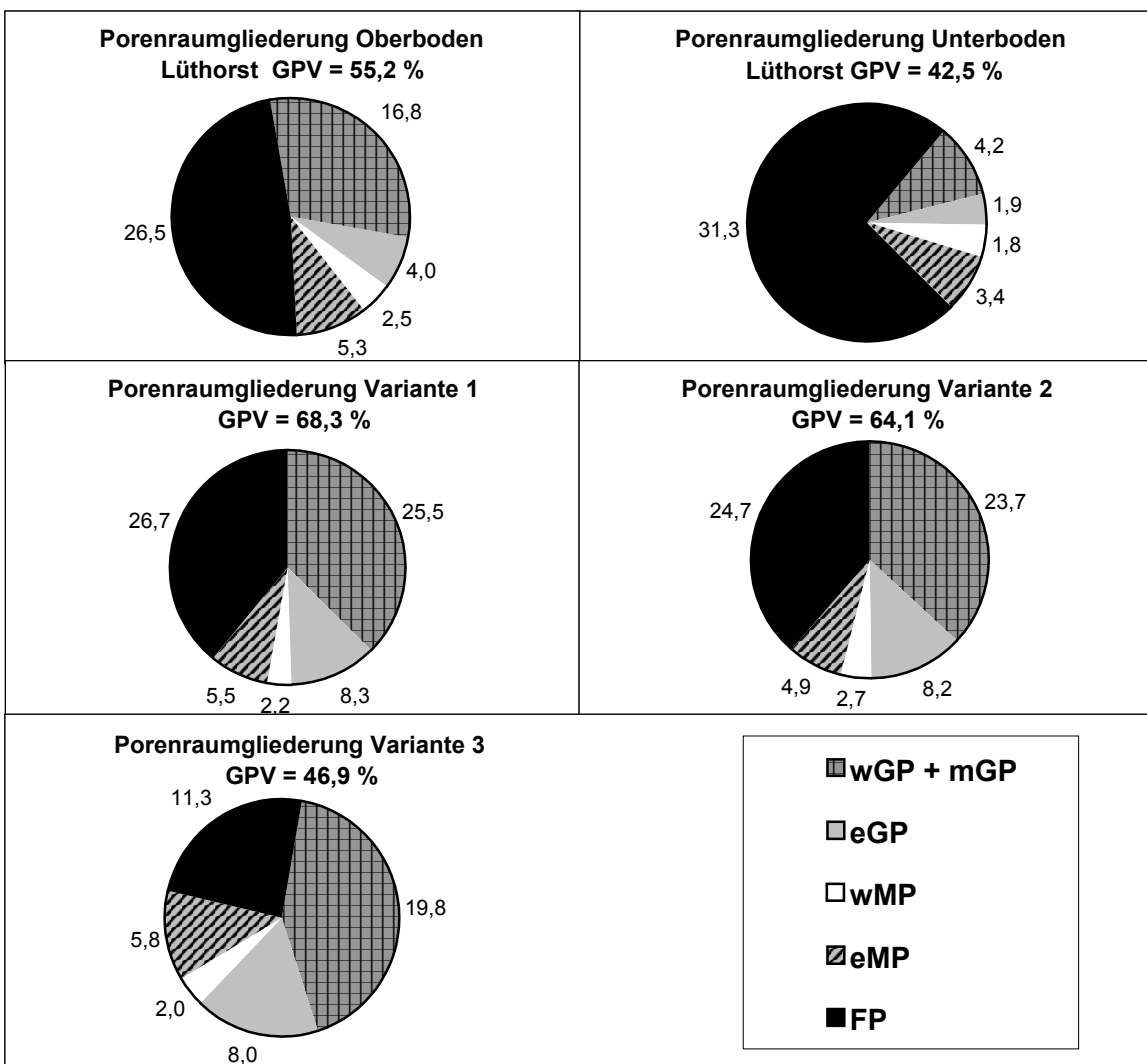 Porenraumgliederung Oberboden
Lüthorst GPV = 55,2 %
16,8
4,0
2,5
5,3
26,5
Porenraumgliederung Unterboden
Lüthorst GPV = 42,5 %
4,2
1,9
1,8
3,4
31,3
Porenraumgliederung Variante 1
GPV = 68,3 %
25,5
8,3
2,2
5,5
26,7
Porenraumgliederung Variante 2
GPV = 64,1 %
23,7
8,2
2,7
4,9
24,7
Porenraumgliederung Variante 3
GPV = 46,9 %
19,8
8,0
2,0
5,8
11,3
wGP + mGP
eGP
wMP
eMP
FP